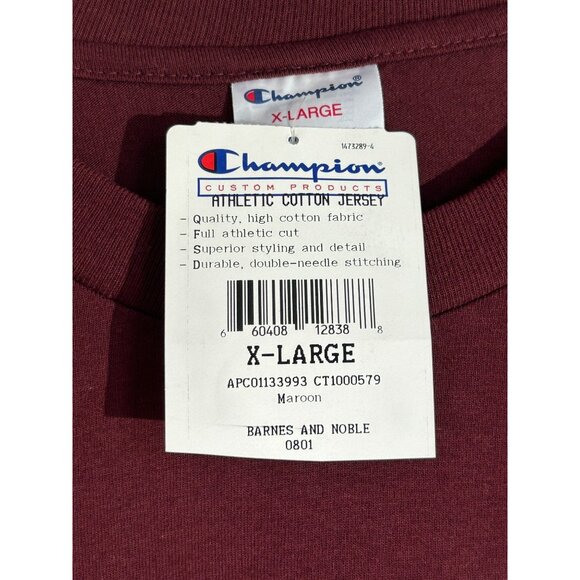 Champion®
X-LARGE
1473289-4
Champion
CUSTOM PRODUCTS
ATHLETIC COTTON JERSEY
- Quality, high cotton fabric
- Full athletic cut
- Superior styling and detail
- Durable, double-needle stitching
6 60408 12838 8
X-LARGE
APC01133993 CT1000579
Maroon
BARNES AND NOBLE
0801